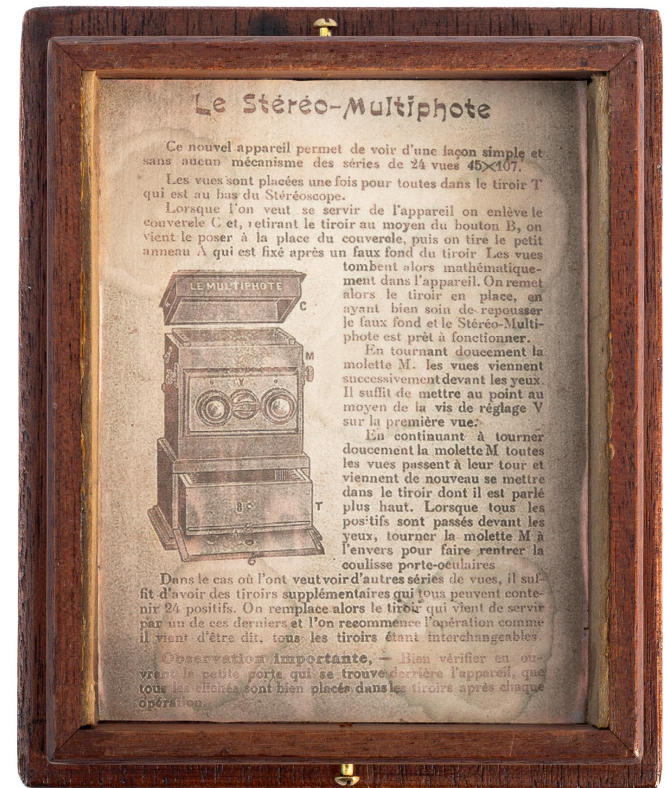 Le Stéréo-Multiphote
Ce nouvel appareil permet de voir d'une façon simple et
sans aucun mécanisme des séries de 24 vues 45×107.
Les vues sont placées une fois pour toutes dans le tiroir T
qui est au bas du Stéréoscope.
Lorsque l'on veut se servir de l'appareil on enlève le
couvercle C et, retirant le tiroir au moyen du bouton B, on
vient le poser à la place du couvercle, puis on tire le petit
anneau A qui est fixé après un faux fond du tiroir Les vues
tombent alors mathématique-
ment dans l'appareil. On remet
alors le tiroir en place, en
ayant bien soin de repousser
le faux fond et le Stéréo-Multi-
phote est prêt à fonctionner.
En tournant doucement la
molette M. les vues viennent
successivement devant les yeux.
Il suffit de mettre au point au
moyen de la vis de réglage V
sur la première vue.
En continuant à tourner
doucement la molette M toutes
les vues passent à leur tour et
viennent de nouveau se mettre
dans le tiroir dont il est parlé
plus haut. Lorsque tous les
positifs sont passés devant les
yeux, tourner la molette M à
l'envers pour faire rentrer la
coulisse porte-oculaires
LE MULTIPHOTE
C
M
V
B
T
Dans le cas où l'ont veut voir d'autres séries de vues, il suf-
fit d'avoir des tiroirs supplémentaires qui tous peuvent conte-
nir 24 positifs. On remplace alors le tiroir qui vient de servir
par un de ces derniers et l'on recommence l'opération comme
il vient d'être dit, tous les tiroirs étant interchangeables.
Observation importante, — Bien vérifier en ou-
vrant la petite porte qui se trouve derrière l'appareil, que
tous les clichés sont bien placés dans les tiroirs après chaque
opération